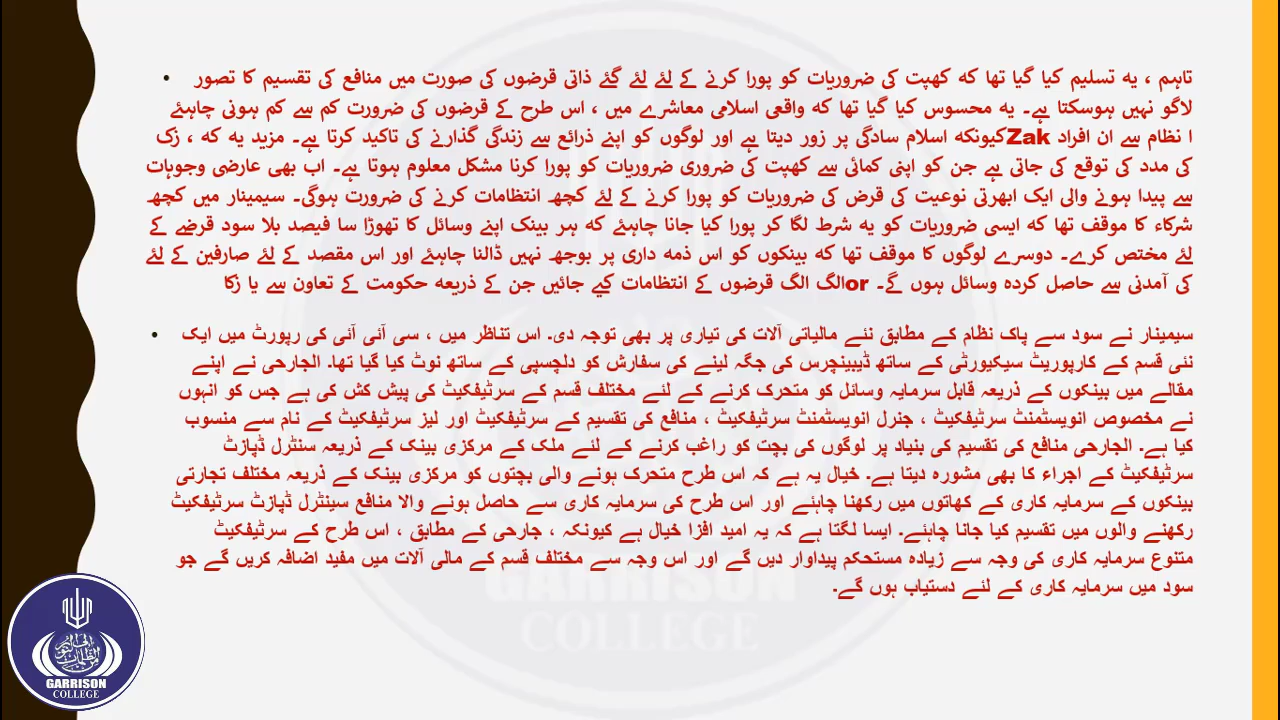 • تاہم ، یہ تسلیم کیا گیا تھا کہ کھپت کی ضروریات کو پورا کرنے کے لئے لئے گئے ذاتی قرضوں کی صورت میں منافع کی تقسیم کا تصور
لاگو نہیں ہوسکتا ہے۔ یہ محسوس کیا گیا تھا کہ واقعی اسلامی معاشرے میں ، اس طرح کے قرضوں کی ضرورت کم سے کم ہونی چاہئے
ا نظام سے ان افراد Zakکیونکہ اسلام سادگی پر زور دیتا ہے اور لوگوں کو اپنے ذرائع سے زندگی گذارنے کی تاکید کرتا ہے۔ مزید یہ کہ ، زک
کی مدد کی توقع کی جاتی ہے جن کو اپنی کمائی سے کھپت کی ضروری ضروریات کو پورا کرنا مشکل معلوم ہوتا ہے۔ اب بھی عارضی وجوہات
سے پیدا ہونے والی ایک ابھرتی نوعیت کی قرض کی ضروریات کو پورا کرنے کے لئے کچھ انتظامات کرنے کی ضرورت ہوگی۔ سیمینار میں کچھ
شرکاء کا موقف تھا کہ ایسی ضروریات کو یہ شرط لگا کر پورا کیا جانا چاہئے کہ ہر بینک اپنے وسائل کا تھوڑا سا فیصد بلا سود قرضے کے
لئے مختص کرے۔ دوسرے لوگوں کا موقف تھا کہ بینکوں کو اس ذمہ داری پر بوجھ نہیں ڈالنا چاہئے اور اس مقصد کے لئے صارفین کے لئے
کی آمدنی سے حاصل کردہ وسائل ہوں گے۔ orالگ الگ قرضوں کے انتظامات کیے جائیں جن کے ذریعہ حکومت کے تعاون سے یا زکا
• سیمینار نے سود سے پاک نظام کے مطابق نئے مالیاتی آلات کی تیاری پر بھی توجہ دی۔ اس تناظر میں ، سی آئی آئی کی رپورٹ میں ایک
نئی قسم کے کارپوریٹ سیکیورٹی کے ساتھ ڈیبینچرس کی جگہ لینے کی سفارش کو دلچسپی کے ساتھ نوٹ کیا گیا تھا۔ الجارحی نے اپنے
مقالے میں بینکوں کے ذریعہ قابل سرمایہ وسائل کو متحرک کرنے کے لئے مختلف قسم کے سرٹیفکیٹ کی پیش کش کی ہے جس کو انہوں
نے مخصوص انویسٹمنٹ سرٹیفکیٹ ، جنرل انویسٹمنٹ سرٹیفکیٹ ، منافع کی تقسیم کے سرٹیفکیٹ اور لیز سرٹیفکیٹ کے نام سے منسوب
کیا ہے۔ الجارحی منافع کی تقسیم کی بنیاد پر لوگوں کی بچت کو راغب کرنے کے لئے ملک کے مرکزی بینک کے ذریعہ سنٹرل ڈپازٹ
سرٹیفکیٹ کے اجراء کا بھی مشورہ دیتا ہے۔ خیال یہ ہے کہ اس طرح متحرک ہونے والی بچتوں کو مرکزی بینک کے ذریعہ مختلف تجارتی
بینکوں کے سرمایہ کاری کے کھاتوں میں رکھنا چاہئے اور اس طرح کی سرمایہ کاری سے حاصل ہونے والا منافع سینٹرل ڈپازٹ سرٹیفکیٹ
رکھنے والوں میں تقسیم کیا جانا چاہئے۔ ایسا لگتا ہے کہ یہ امید افزا خیال ہے کیونکہ ، جارحی کے مطابق ، اس طرح کے سرٹیفکیٹ
متنوع سرمایہ کاری کی وجہ سے زیادہ مستحکم پیداوار دیں گے اور اس وجہ سے مختلف قسم کے مالی آلات میں مفید اضافہ کریں گے جو
سود میں سرمایہ کاری کے لئے دستیاب ہوں گے۔
GARRISON
COLLEGE
GARRISON
COLLEGE